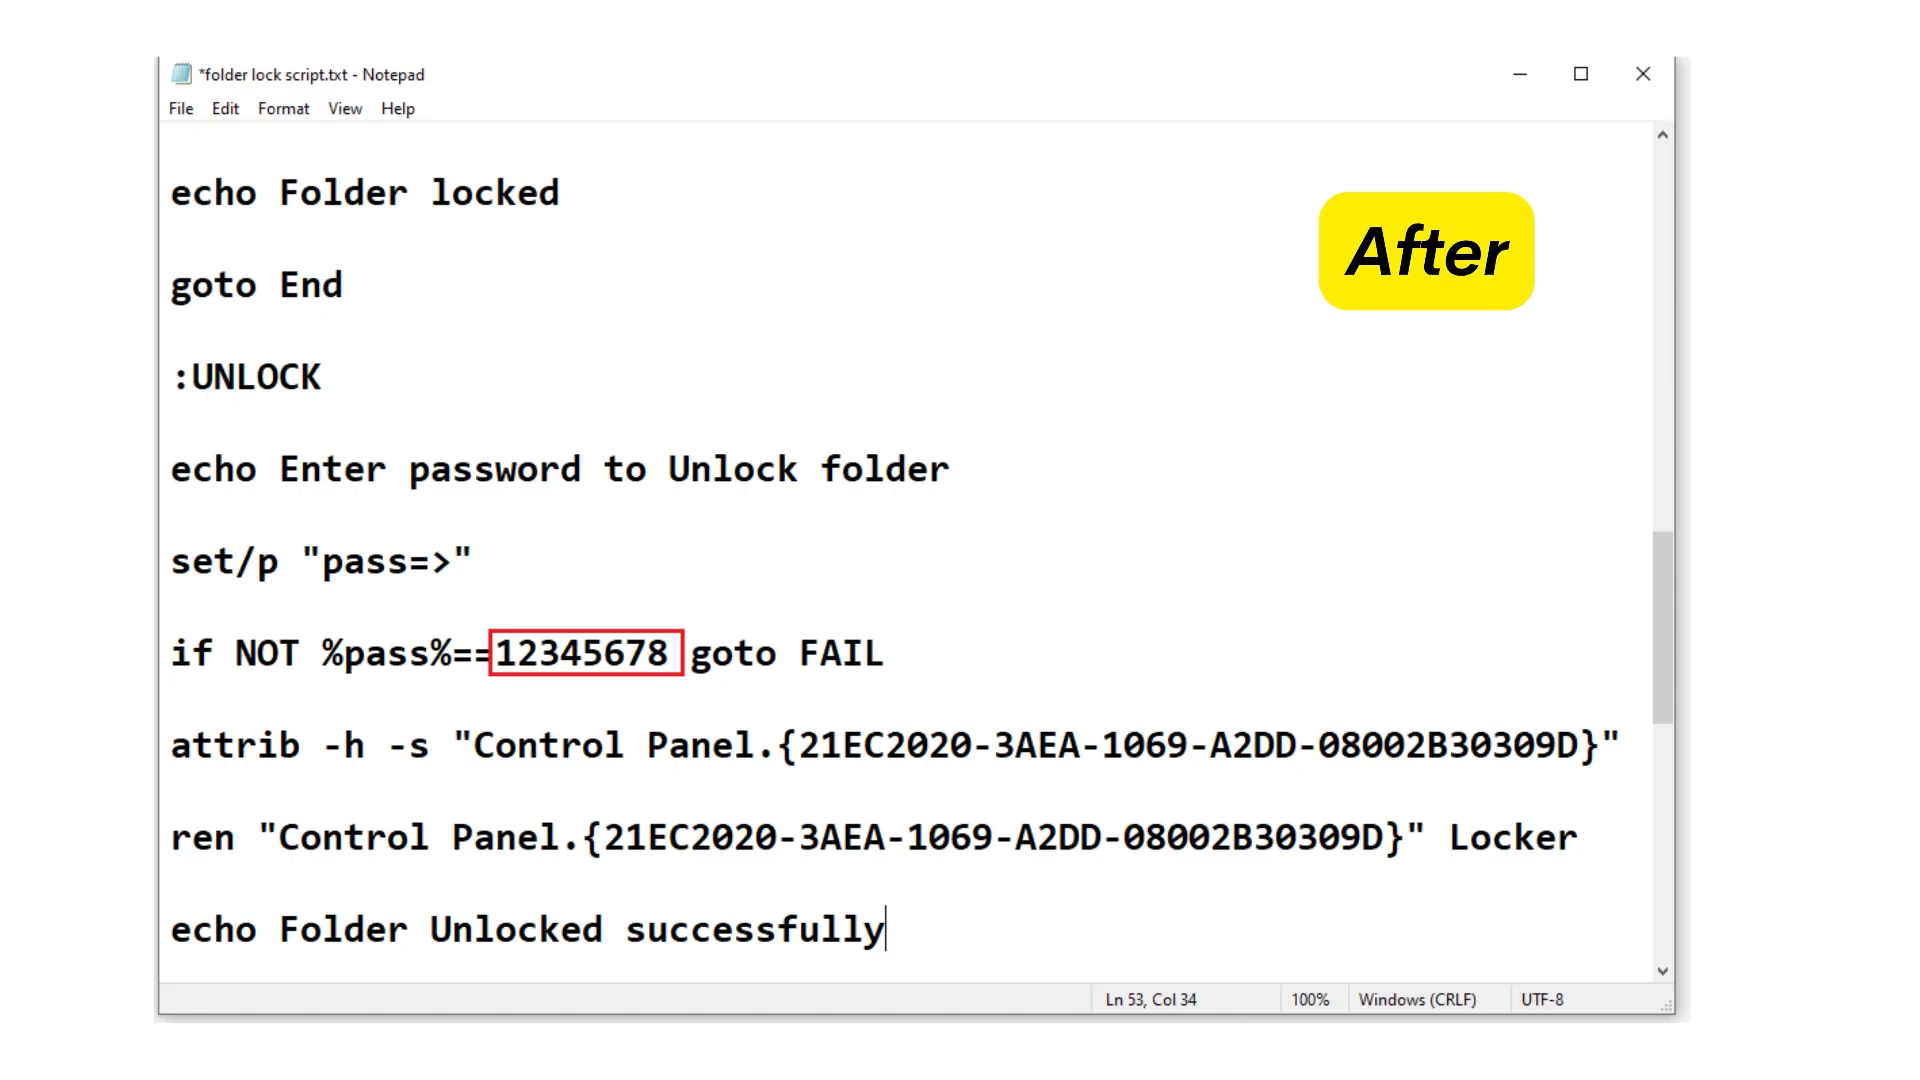 *folder lock script.txt - Notepad
File Edit Format View Help
echo Folder locked
After
goto End
:UNLOCK
echo Enter password to Unlock folder
set/p "pass=>"
if NOT %pass%==12345678 goto FAIL
attrib -h -s "Control Panel.{21EC2020-3AEA-1069-A2DD-08002B30309D}"
ren "Control Panel.{21EC2020-3AEA-1069-A2DD-08002B30309D}" Locker
echo Folder Unlocked successfully
Ln 53, Col 34 100% Windows (CRLF) UTF-8